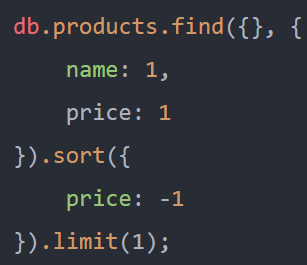 db.products.find({}, {
    name: 1,
    price: 1
}).sort({
    price: -1
}).limit(1);